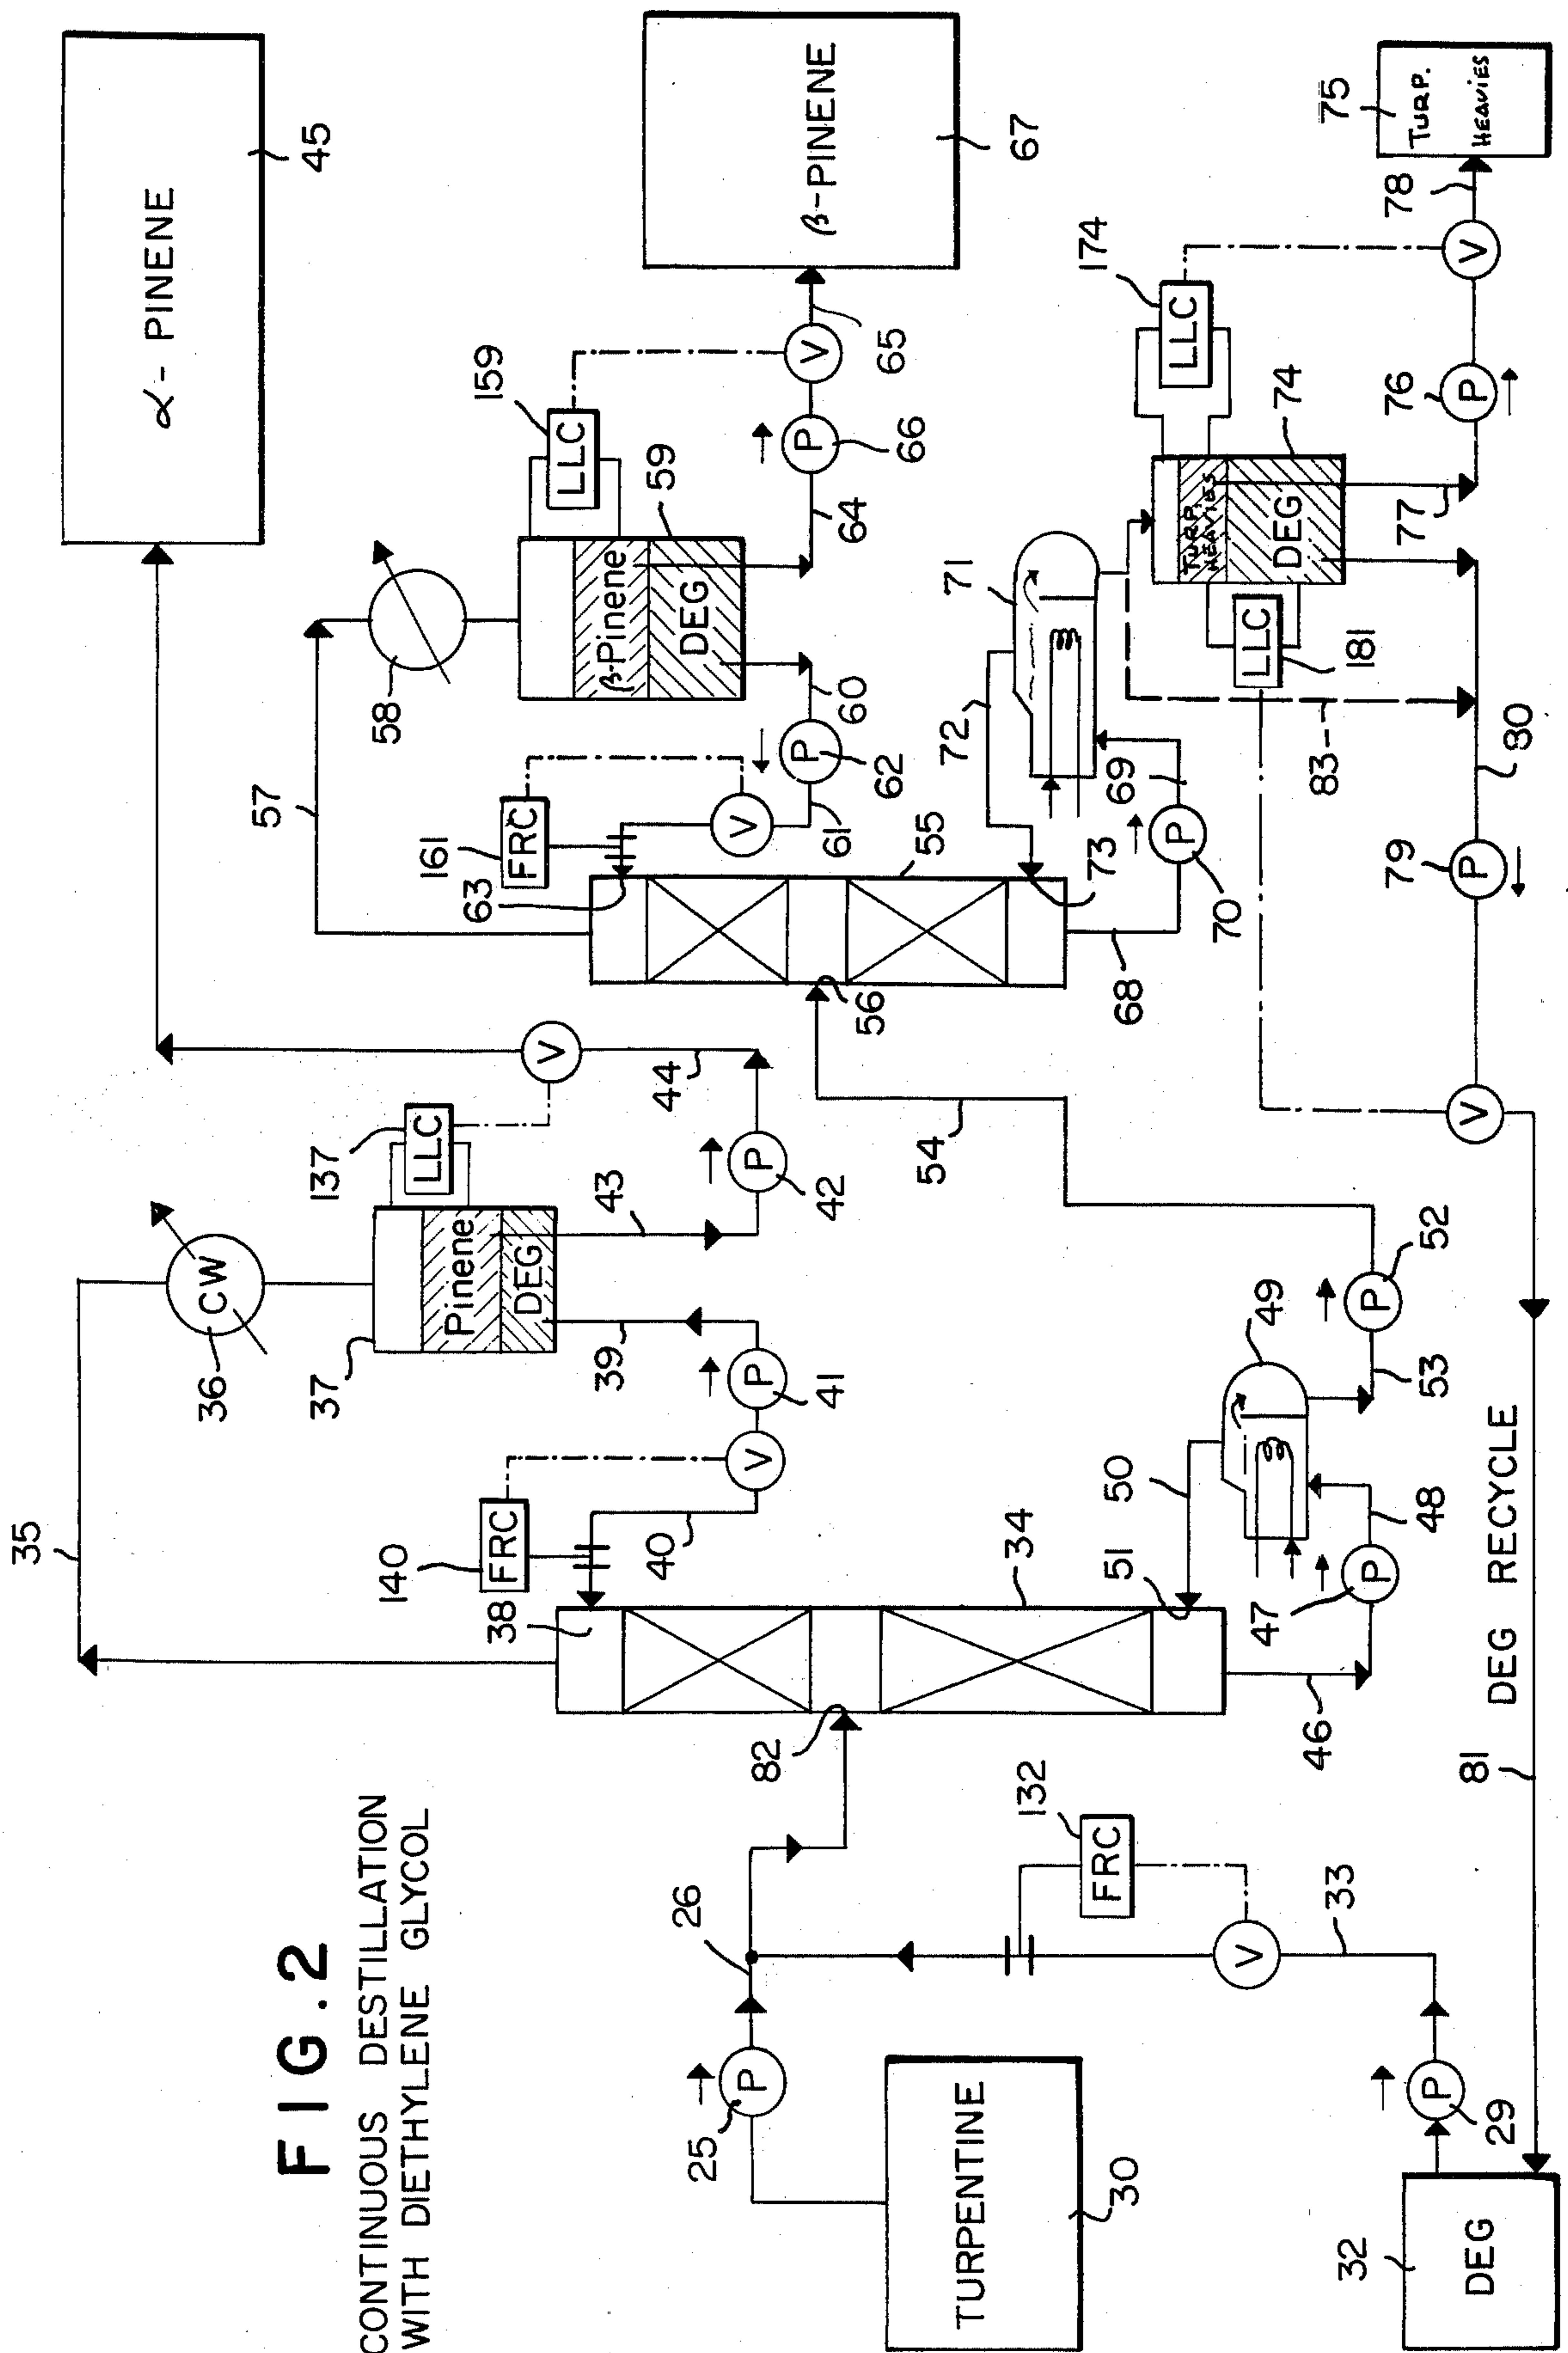 FIG. 2
CONTINUOUS DESTILLATION
WITH DIETHYLENE GLYCOL
α - PINENE
45
β-PINENE
67
75
TURP.
HEAVIES
35
36
CW
37
Pinene
DEG
137
LLC
39
43
P
41
P
42
44
V
V
140
FRC
38
40
34
51
50
49
47
P
48
46
53
P
52
54
82
57
58
β-Pinene
DEG
59
159
LLC
60
P
62
61
V
161
FRC
63
55
56
64
P
66
V
65
68
P
70
69
73
72
71
TURP.
HEAVIES
DEG
74
174
LLC
LLC
181
83
77
P
76
V
78
80
P
79
V
DEG RECYCLE
81
26
P
25
TURPENTINE
30
132
FRC
V
33
P
29
32
DEG